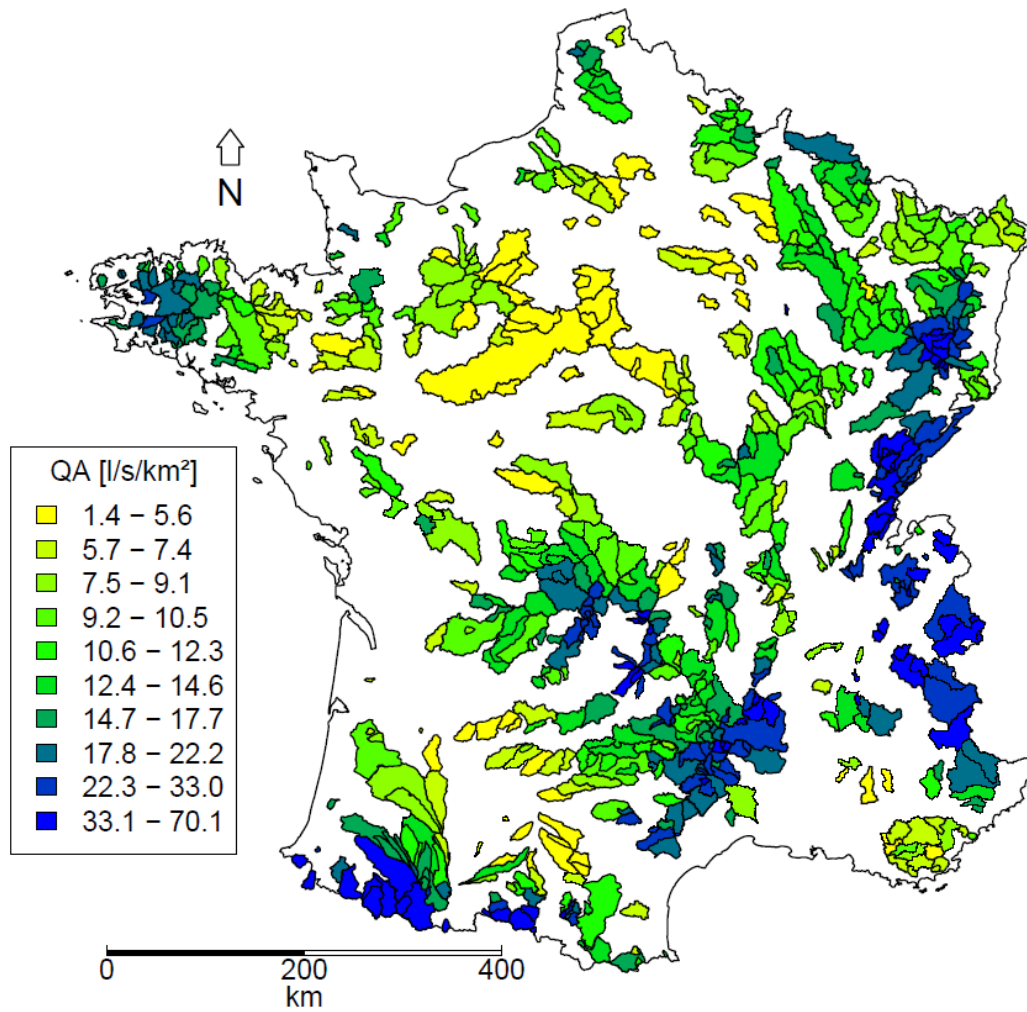 N
QA [l/s/km²]
1.4 – 5.6
5.7 – 7.4
7.5 – 9.1
9.2 – 10.5
10.6 – 12.3
12.4 – 14.6
14.7 – 17.7
17.8 – 22.2
22.3 – 33.0
33.1 – 70.1
0 200 400
km